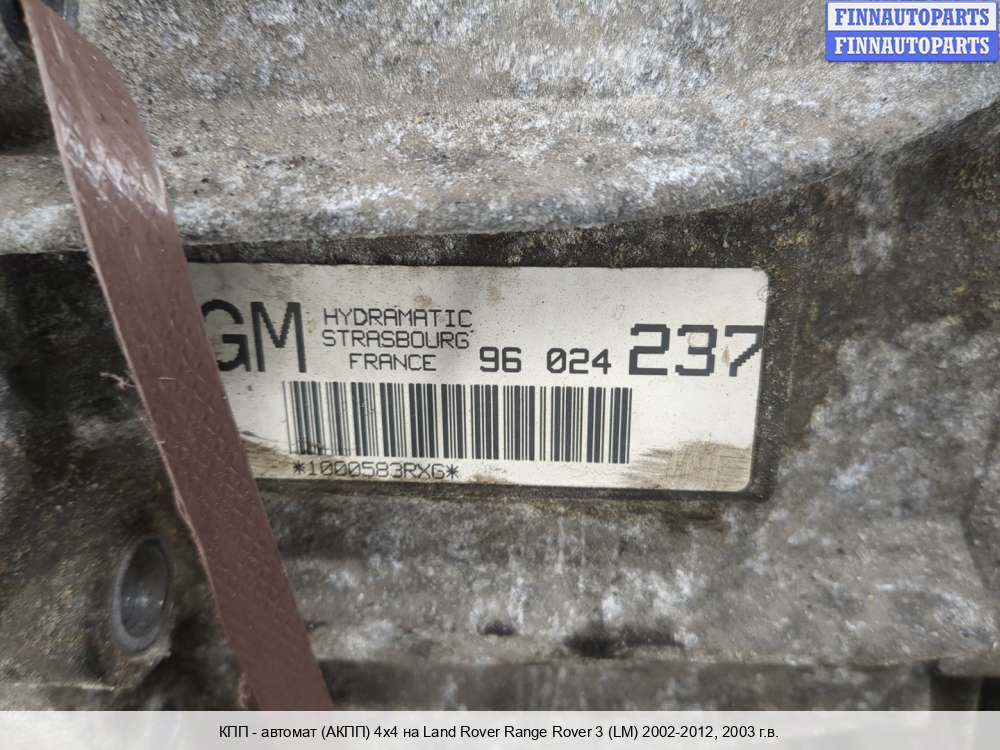 FINNAUTOPARTS
FINNAUTOPARTS
GM HYDRAMATIC
STRASBOURG
FRANCE 96 024 237
*1000583RXG*
КПП - автомат (АКПП) 4x4 на Land Rover Range Rover 3 (LM) 2002-2012, 2003 г.в.